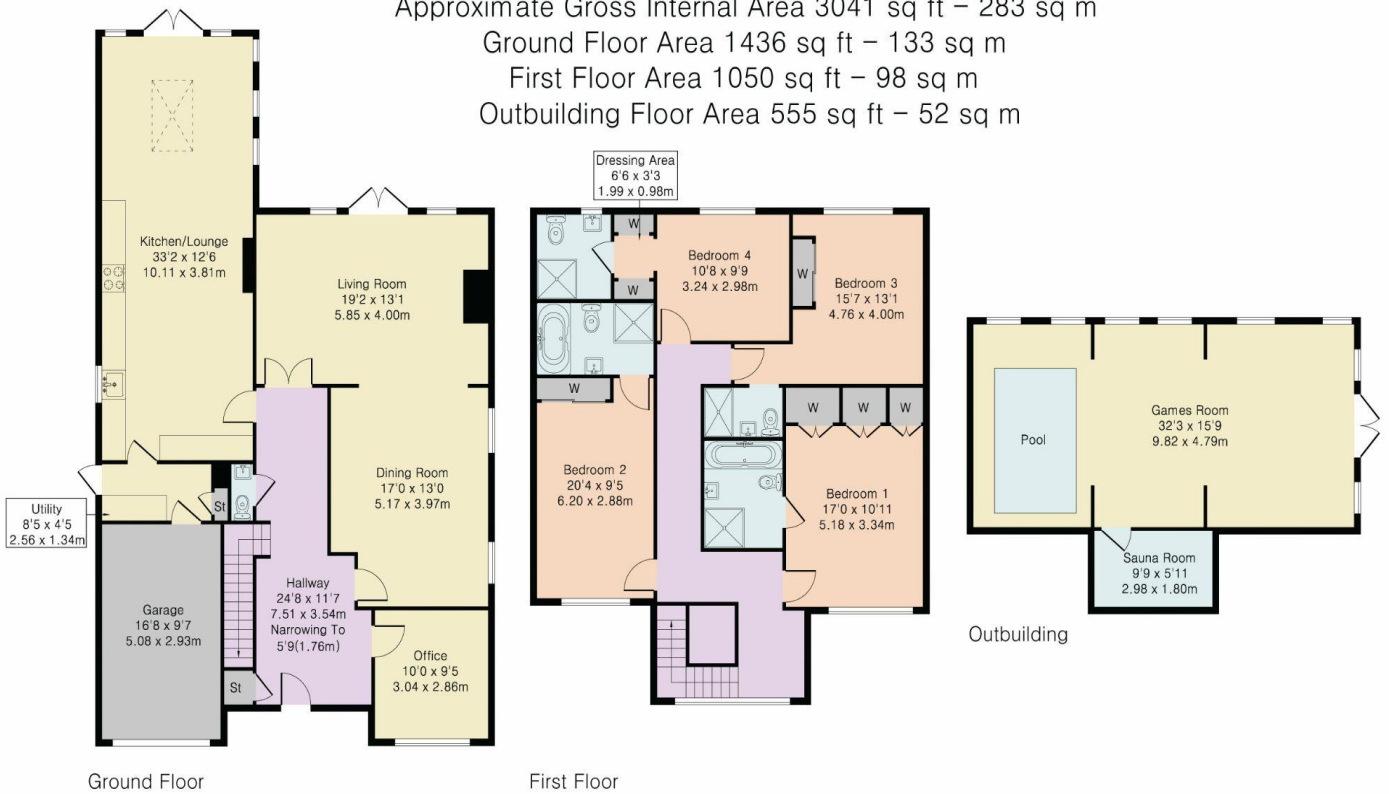 Approximate Gross Internal Area 3041 sq ft – 283 sq m
Ground Floor Area 1436 sq ft – 133 sq m
First Floor Area 1050 sq ft – 98 sq m
Outbuilding Floor Area 555 sq ft – 52 sq m
Kitchen/Lounge
33'2 x 12'6
10.11 x 3.81m
Living Room
19'2 x 13'1
5.85 x 4.00m
Dining Room
17'0 x 13'0
5.17 x 3.97m
Utility
8'5 x 4'5
2.56 x 1.34m
St
Garage
16'8 x 9'7
5.08 x 2.93m
Hallway
24'8 x 11'7
7.51 x 3.54m
Narrowing To
5'9(1.76m)
St
Office
10'0 x 9'5
3.04 x 2.86m
Ground Floor
Dressing Area
6'6 x 3'3
1.99 x 0.98m
W
W
Bedroom 4
10'8 x 9'9
3.24 x 2.98m
W
Bedroom 3
15'7 x 13'1
4.76 x 4.00m
W
Bedroom 2
20'4 x 9'5
6.20 x 2.88m
W
W
W
Bedroom 1
17'0 x 10'11
5.18 x 3.34m
First Floor
Pool
Games Room
32'3 x 15'9
9.82 x 4.79m
Sauna Room
9'9 x 5'11
2.98 x 1.80m
Outbuilding